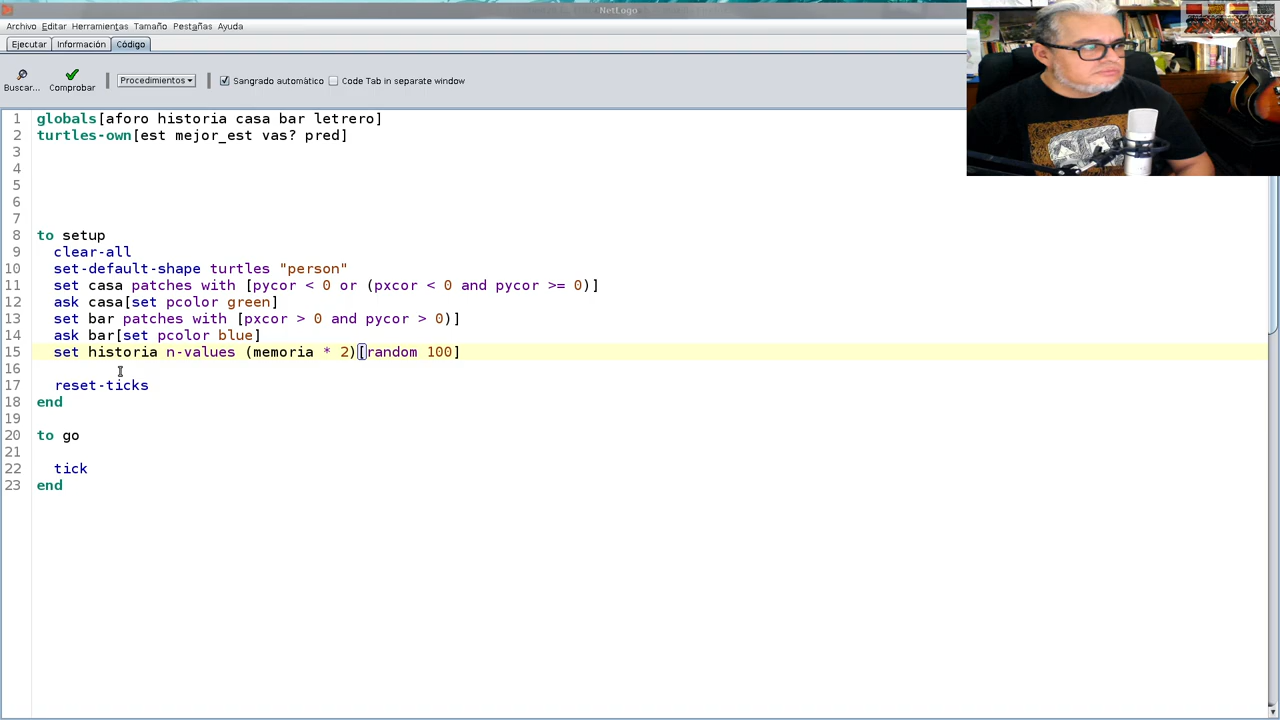 NetLogo
Archivo Editar Herramientas Tamaño Pestañas Ayuda
Ejecutar Información Código
Buscar... Comprobar Procedimientos Sangrado automático Code Tab in separate window
1 globals[aforo historia casa bar letrero]
2 turtles-own[est mejor_est vas? pred]
3
4
5
6
7
8 to setup
9 clear-all
10 set-default-shape turtles "person"
11 set casa patches with [pycor < 0 or (pxcor < 0 and pycor >= 0)]
12 ask casa[set pcolor green]
13 set bar patches with [pxcor > 0 and pycor > 0)]
14 ask bar[set pcolor blue]
15 set historia n-values (memoria * 2)[random 100]
16
17 reset-ticks
18 end
19
20 to go
21
22 tick
23 end